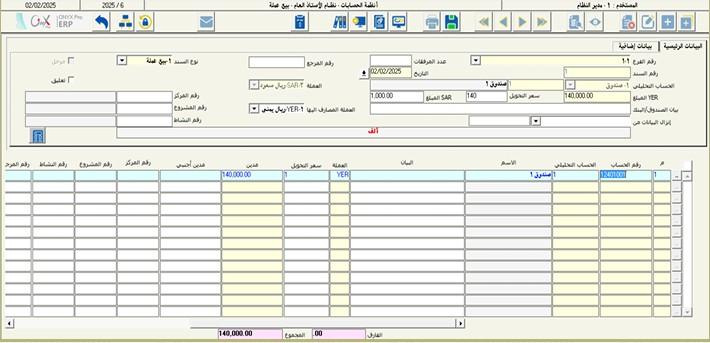 المستخدم : 1 - مدير النظام
أنظمة الحسابات - نظام الأستاذ العام - بيع عملة
2025 / 6
02/02/2025
ONYX Pro
ERP
البيانات الرئيسية
بيانات إضافية
رقم الفرع 1-1
عدد المرفقات
رقم المرجع
نوع السند 1-بيع عملة
مرحل
رقم السند 1
التاريخ 02/02/2025
تعليق
الحساب التحليلي 1- صندوق 1 صندوق 1
العملة SAR-2-ريال سعود
YER المبلغ 140,000.00
سعر التحويل 140
SAR المبلغ 1,000.00
رقم المركز
بيان الصندوق/البنك
العملة المصارف اليها YER-1-ريال يمني
رقم المشروع
إنزال البيانات من
رقم النشاط
ألف
م رقم الحساب الحساب التحليلي الاسم البيان العملة سعر التحويل مدين مدين أجنبي رقم المركز رقم المشروع رقم النشاط رقم المرجع
1 12401001 1 صندوق 1 YER 1 140,000.00
الفارق .00 المجموع 140,000.00